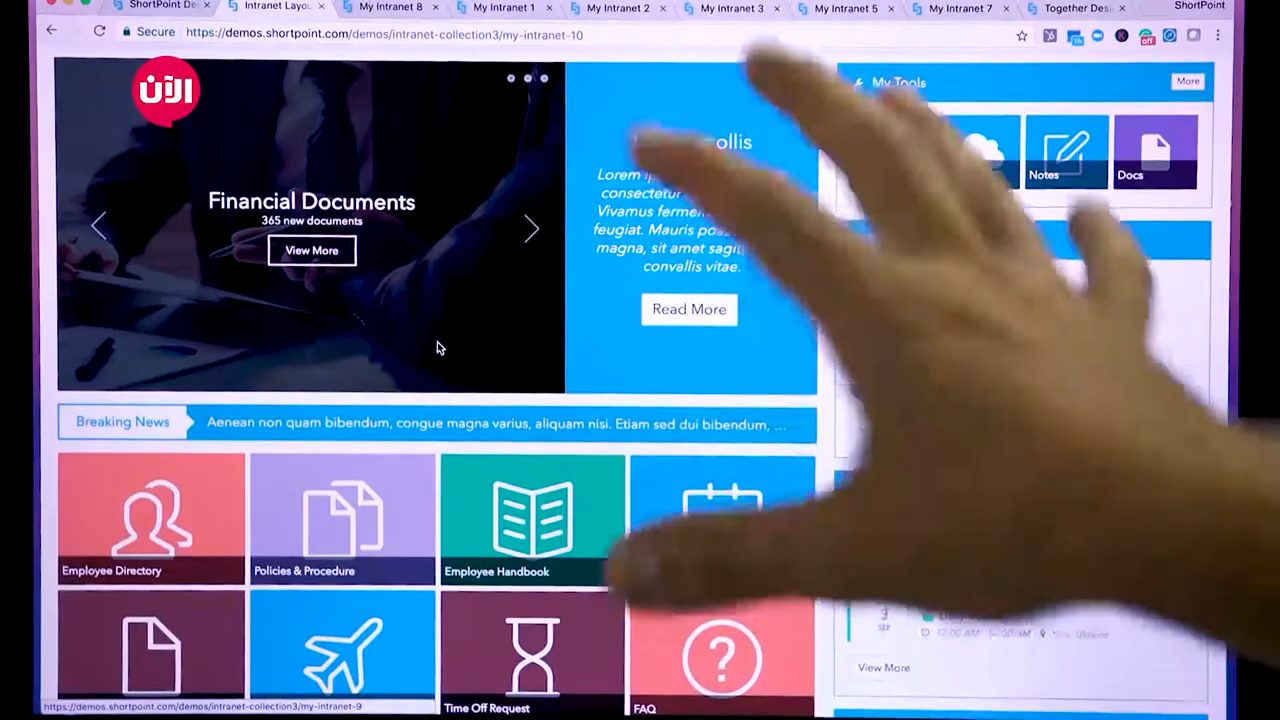 ShortPoint De
Intranet Layou
My Intranet 8
My Intranet 1
My Intranet 2
My Intranet 3
My Intranet 5
My Intranet 7
Together Desi
ShortPoint
Secure
https://demos.shortpoint.com/demos/intranet-collection3/my-intranet-10
off
الآن
Financial Documents
365 new documents
View More
ollis
Lorem
consectetur
Vivamus
feugiat. Mauris
magna, sit amet
convallis vitae.
Read More
My Tools
More
Notes
Docs
Breaking News
Aenean non quam bibendum, congue magna varius, aliquam nisi. Etiam sed dui bibendum, ...
Employee Directory
Policies & Procedure
Employee Handbook
Time Off Request
FAQ
3
SEP
View More
https://demos.shortpoint.com/demos/intranet-collection3/my-intranet-9